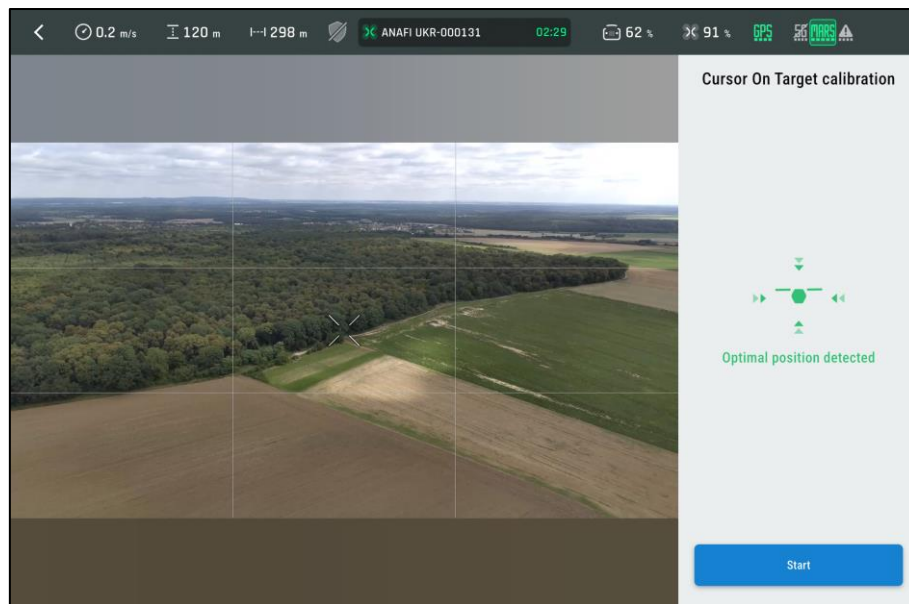 0.2 m/s 120 m 298 m ANAFI UKR-000131 02:29 62 % 91 % GPS 5G MARS
Cursor On Target calibration
Optimal position detected
Start